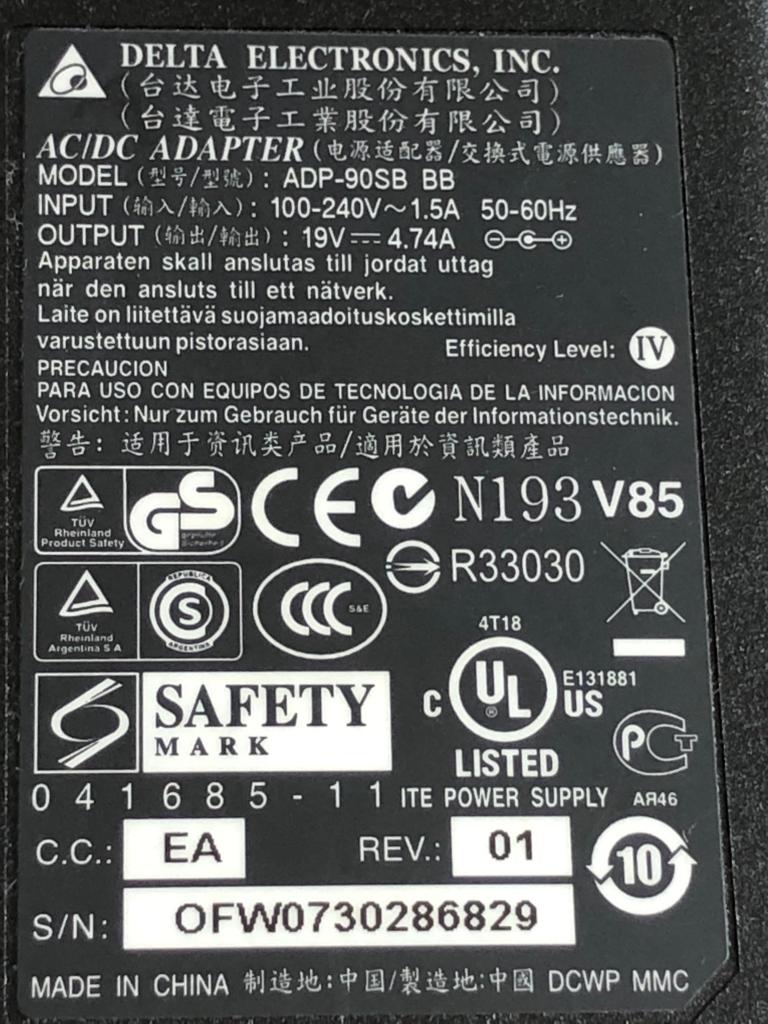 DELTA ELECTRONICS, INC.
(台达电子工业股份有限公司)
(台達電子工業股份有限公司)
AC/DC ADAPTER (电源适配器/交換式電源供應器)
MODEL (型号/型號): ADP-90SB BB
INPUT (输入/輸入): 100-240V~1.5A 50-60Hz
OUTPUT (输出/輸出): 19V⎓4.74A
Apparaten skall anslutas till jordat uttag
när den ansluts till ett nätverk.
Laite on liitettävä suojamaadoituskoskettimilla
varustettuun pistorasiaan.
Efficiency Level: IV
PRECAUCION
PARA USO CON EQUIPOS DE TECNOLOGIA DE LA INFORMACION
Vorsicht: Nur zum Gebrauch für Geräte der Informationstechnik.
警告: 适用于资讯类产品/適用於資訊類產品
TÜV
Rheinland
Product Safety
GS
geprüfte
Sicherheit
CE
N193 V85
R33030
TÜV
Rheinland
Argentina S A
REPUBLICA
S
ARGENTINA
CCC
S&E
4T18
C UL US
®
E131881
LISTED
SAFETY
MARK
PCT
041685-11 ITE POWER SUPPLY
АЯ46
C.C.: EA REV.: 01
10
S/N: OFW0730286829
MADE IN CHINA 制造地:中国/製造地:中國 DCWP MMC